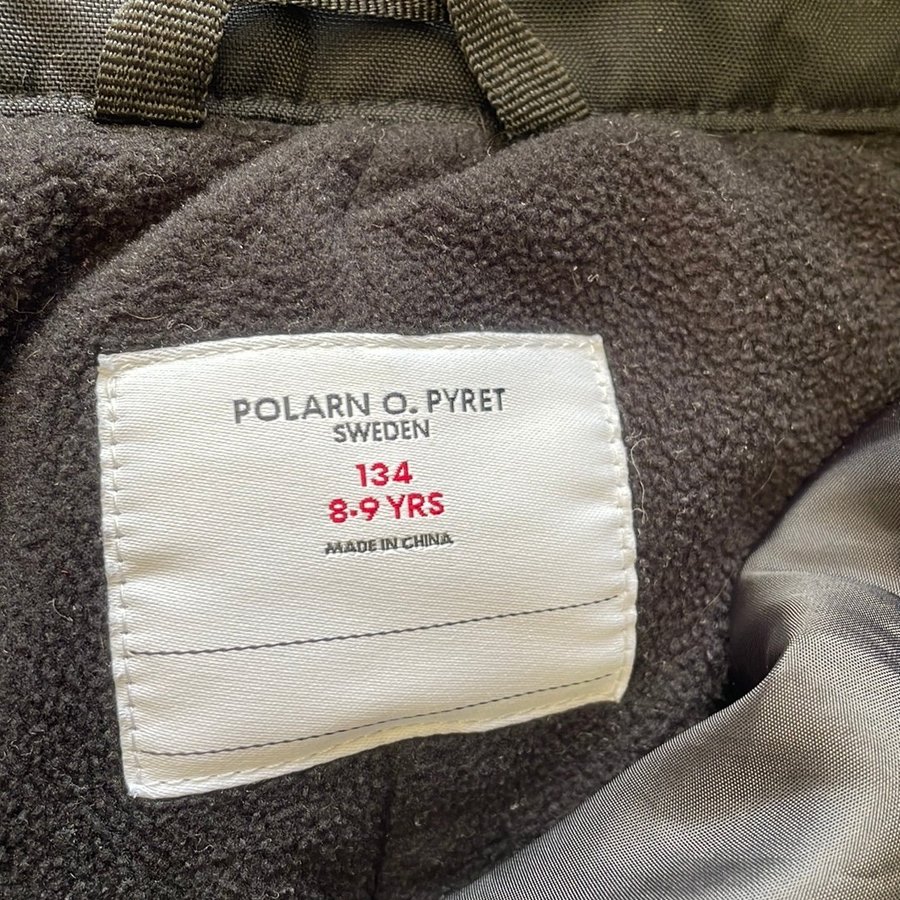 POLARN O. PYRET
SWEDEN
134
8-9 YRS
MADE IN CHINA